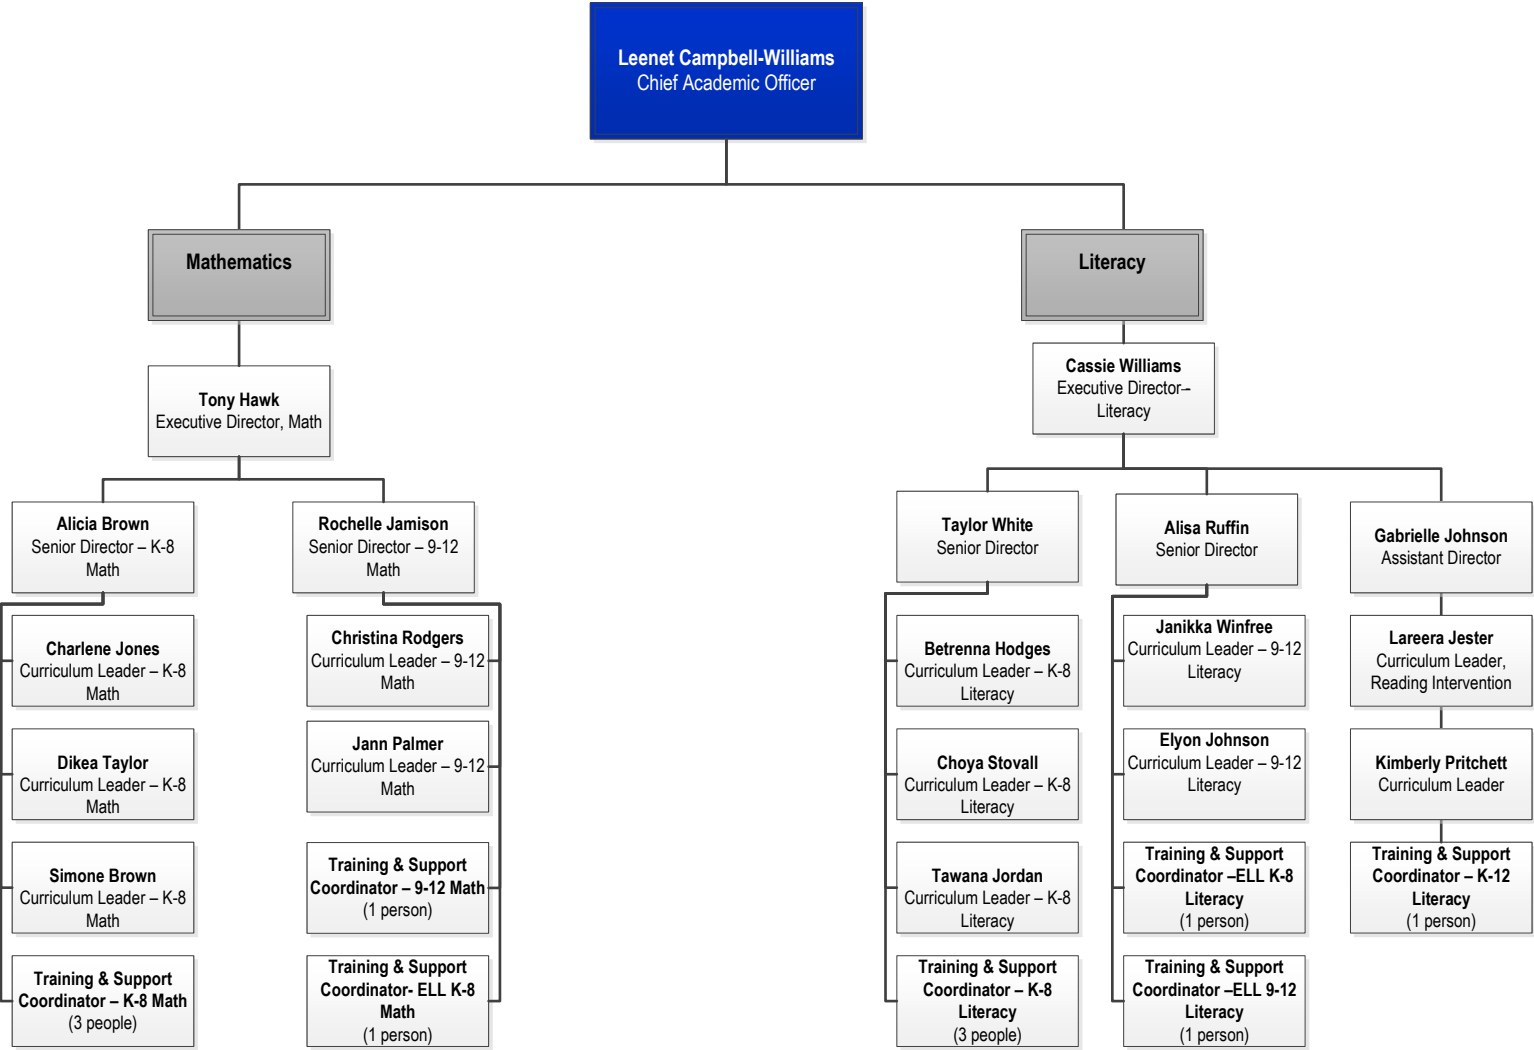 Leenet Campbell-Williams
Chief Academic Officer
Mathematics
Literacy
Tony Hawk
Executive Director, Math
Cassie Williams
Executive Director–
Literacy
Alicia Brown
Senior Director – K-8
Math
Rochelle Jamison
Senior Director – 9-12
Math
Taylor White
Senior Director
Alisa Ruffin
Senior Director
Gabrielle Johnson
Assistant Director
Charlene Jones
Curriculum Leader – K-8
Math
Christina Rodgers
Curriculum Leader – 9-12
Math
Betrenna Hodges
Curriculum Leader – K-8
Literacy
Janikka Winfree
Curriculum Leader – 9-12
Literacy
Lareera Jester
Curriculum Leader,
Reading Intervention
Dikea Taylor
Curriculum Leader – K-8
Math
Jann Palmer
Curriculum Leader – 9-12
Math
Choya Stovall
Curriculum Leader – K-8
Literacy
Elyon Johnson
Curriculum Leader – 9-12
Literacy
Kimberly Pritchett
Curriculum Leader
Simone Brown
Curriculum Leader – K-8
Math
Training & Support
Coordinator – 9-12 Math
(1 person)
Tawana Jordan
Curriculum Leader – K-8
Literacy
Training & Support
Coordinator –ELL K-8
Literacy
(1 person)
Training & Support
Coordinator – K-12
Literacy
(1 person)
Training & Support
Coordinator – K-8 Math
(3 people)
Training & Support
Coordinator- ELL K-8
Math
(1 person)
Training & Support
Coordinator – K-8
Literacy
(3 people)
Training & Support
Coordinator –ELL 9-12
Literacy
(1 person)